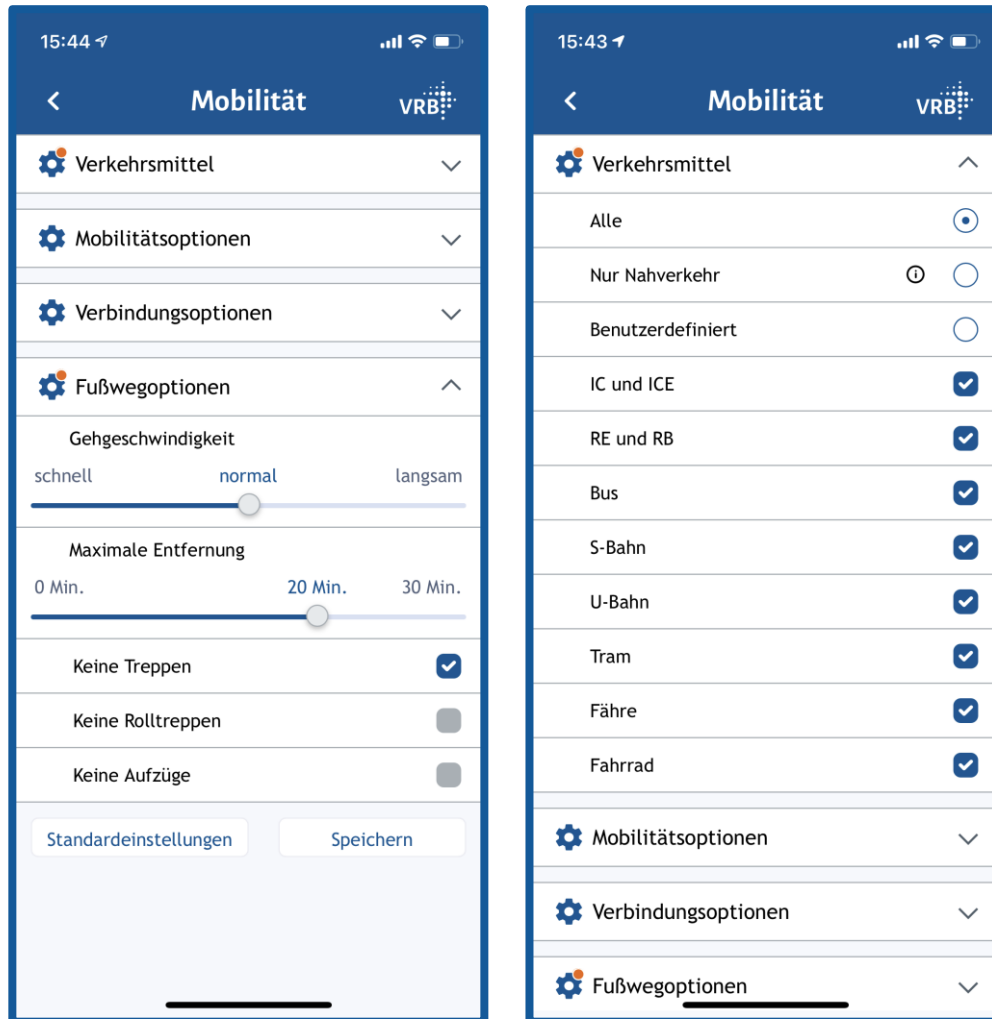 15:44
Mobilität
VRB
Verkehrsmittel
Mobilitätsoptionen
Verbindungsoptionen
Fußwegoptionen
Gehgeschwindigkeit
schnell normal langsam
Maximale Entfernung
0 Min. 20 Min. 30 Min.
Keine Treppen
Keine Rolltreppen
Keine Aufzüge
Standardeinstellungen Speichern
15:43
Mobilität
VRB
Verkehrsmittel
Alle
Nur Nahverkehr
Benutzerdefiniert
IC und ICE
RE und RB
Bus
S-Bahn
U-Bahn
Tram
Fähre
Fahrrad
Mobilitätsoptionen
Verbindungsoptionen
Fußwegoptionen